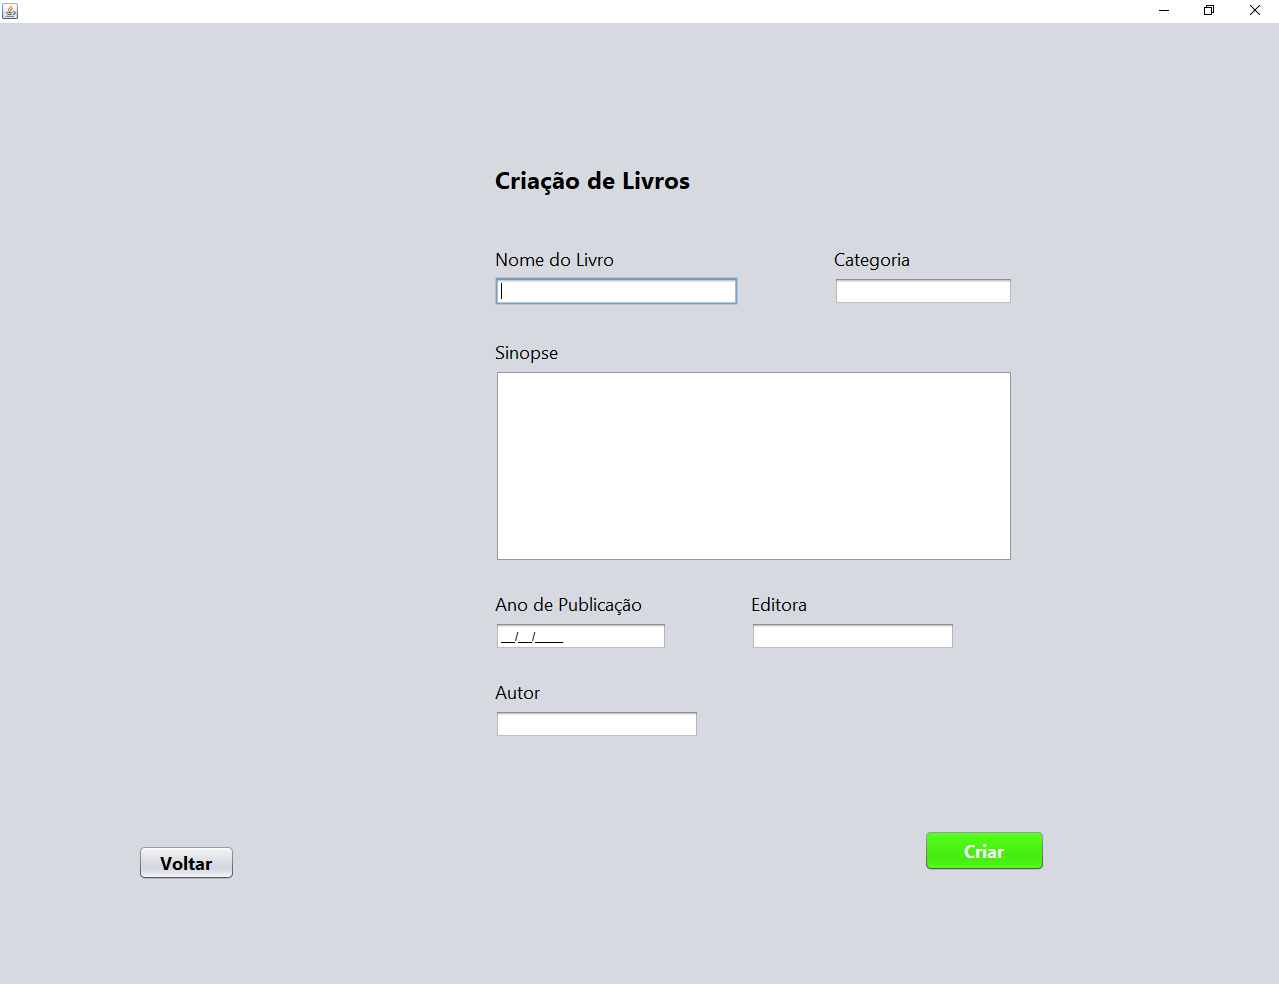 Criação de Livros
Nome do Livro
Categoria
Sinopse
Ano de Publicação
Editora
__/__/____
Autor
Voltar
Criar